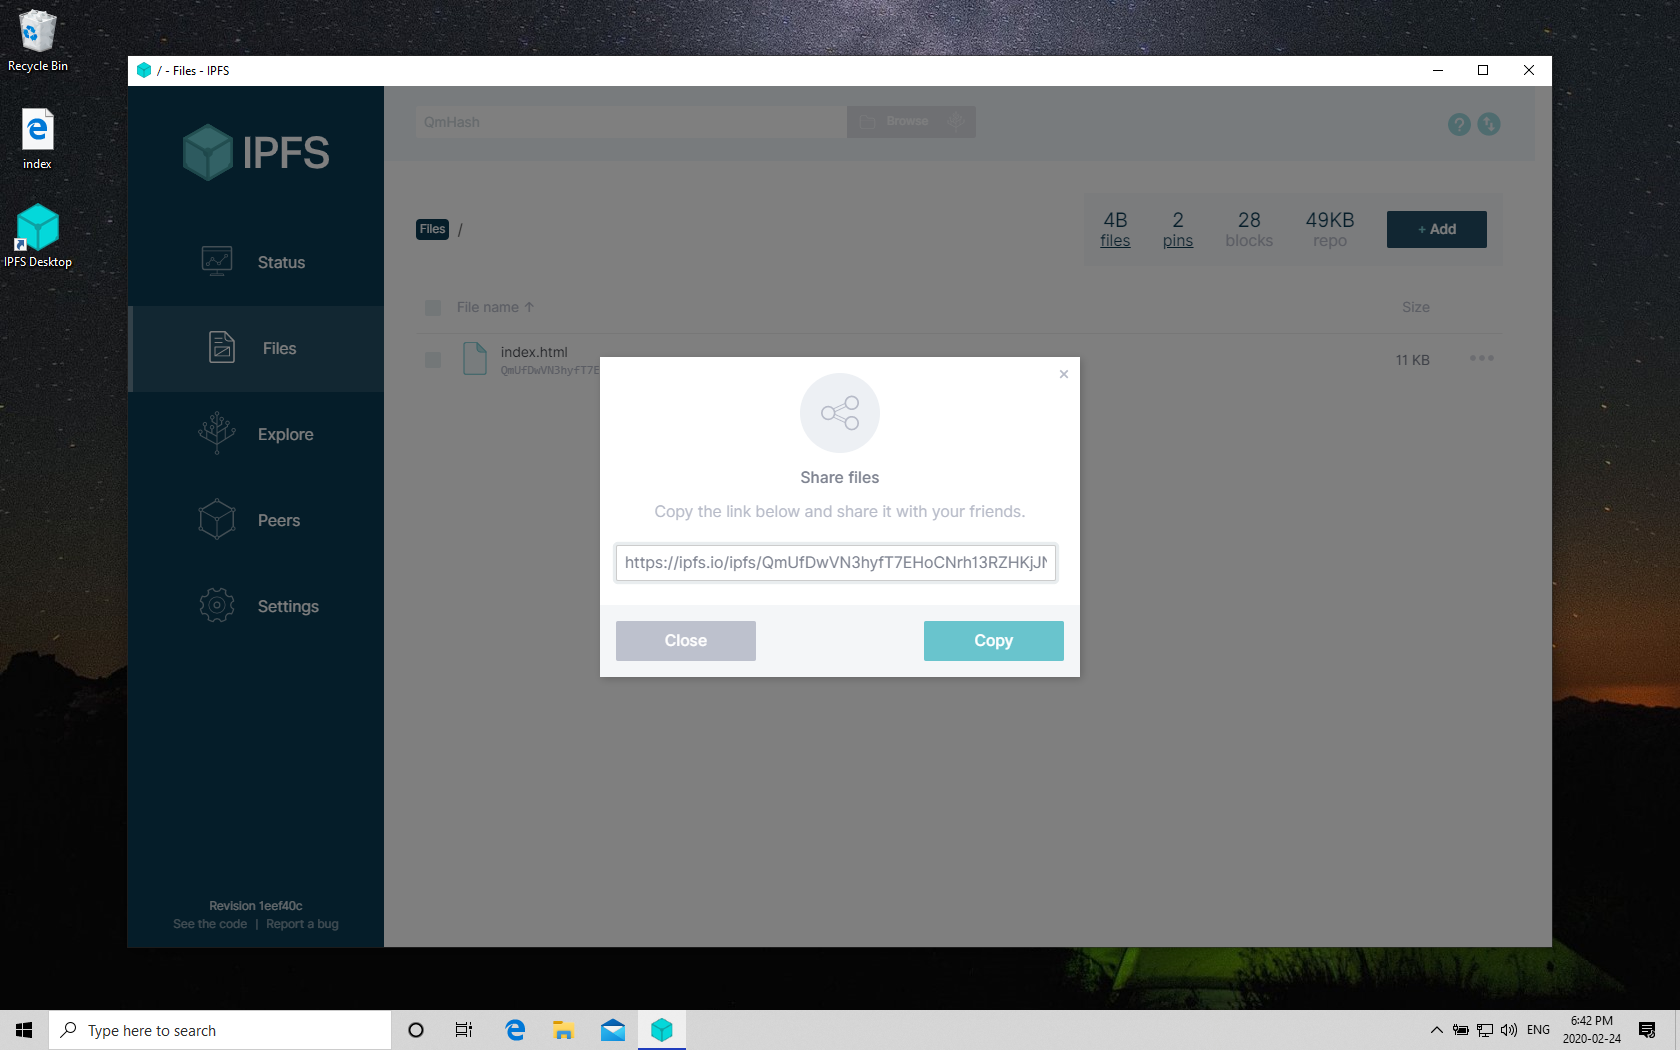 Recycle Bin
index
IPFS Desktop
/ - Files - IPFS
IPFS
Status
Files
Explore
Peers
Settings
Revision 1eef40c
See the code | Report a bug
QmHash
Browse
Files /
4B
files
2
pins
28
blocks
49KB
repo
+ Add
File name ↑
Size
index.html
QmUfDwVN3hyfT7E
11 KB
Share files
Copy the link below and share it with your friends.
https://ipfs.io/ipfs/QmUfDwVN3hyfT7EHoCNrh13RZHKjJN
Close
Copy
Type here to search
ENG
6:42 PM
2020-02-24